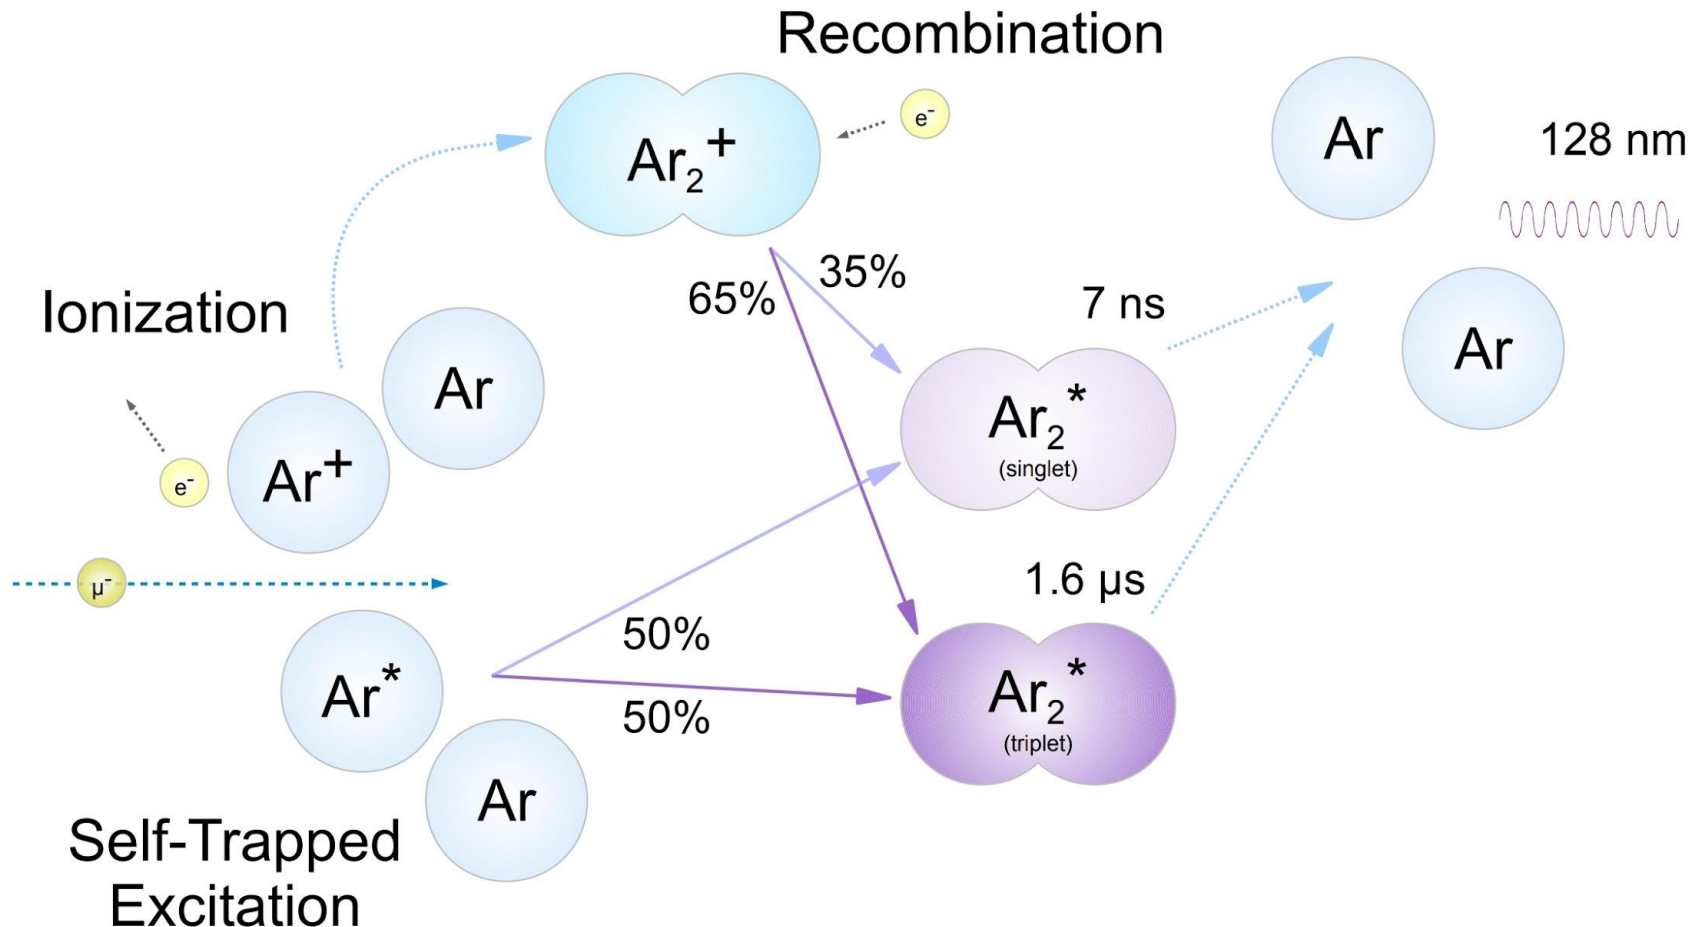 Recombination
Ar₂⁺
e⁻
Ar
128 nm
35%
65%
7 ns
Ionization
Ar
Ar
Ar₂*
(singlet)
Ar⁺
e⁻
μ⁻
1.6 μs
50%
Ar*
50%
Ar₂*
(triplet)
Ar
Self-Trapped
Excitation